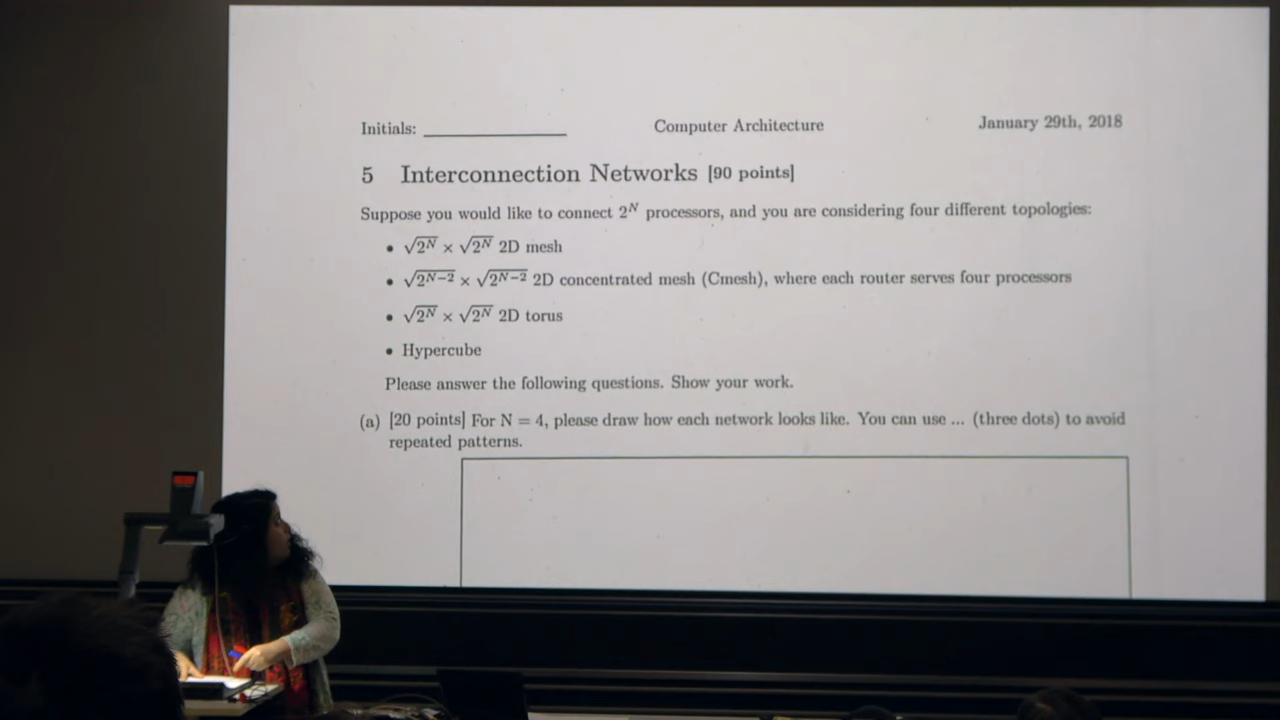 Initials: ____________ Computer Architecture January 29th, 2018
5 Interconnection Networks [90 points]
Suppose you would like to connect 2^N processors, and you are considering four different topologies:
• √2^N × √2^N 2D mesh
• √2^{N−2} × √2^{N−2} 2D concentrated mesh (Cmesh), where each router serves four processors
• √2^N × √2^N 2D torus
• Hypercube
Please answer the following questions. Show your work.
(a) [20 points] For N = 4, please draw how each network looks like. You can use ... (three dots) to avoid
repeated patterns.